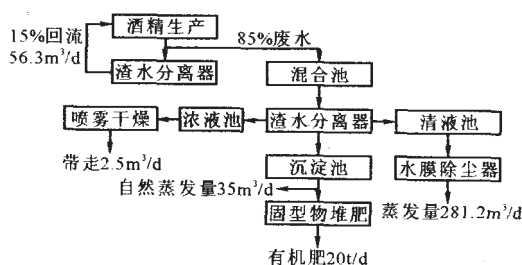 酒精生产
15%回流
56.3m³/d
85%废水
渣水分离器
混合池
喷雾干燥
浓液池
渣水分离器
清液池
带走2.5m³/d
沉淀池
水膜除尘器
自然蒸发量35m³/d
固型物堆肥
蒸发量281.2m³/d
有机肥20t/d